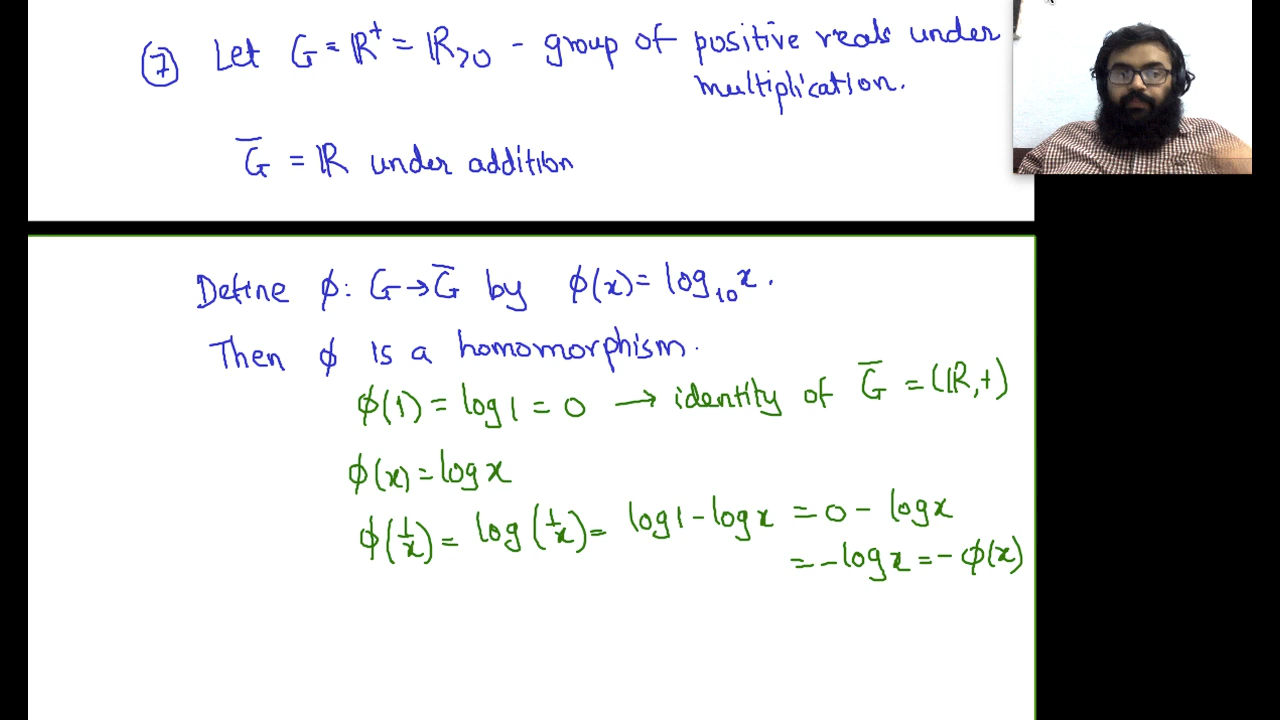 ⑦ Let G = ℝ⁺ = ℝ>0 - group of positive reals under
multiplication.
G̅ = ℝ under addition
Define ϕ: G→G̅ by ϕ(x) = log₁₀x.
Then ϕ is a homomorphism.
ϕ(1) = log 1 = 0 → identity of G̅ = (ℝ,+)
ϕ(x) = log x
ϕ(1/x) = log(1/x) = log 1 - log x = 0 - log x
= -log x = -ϕ(x)